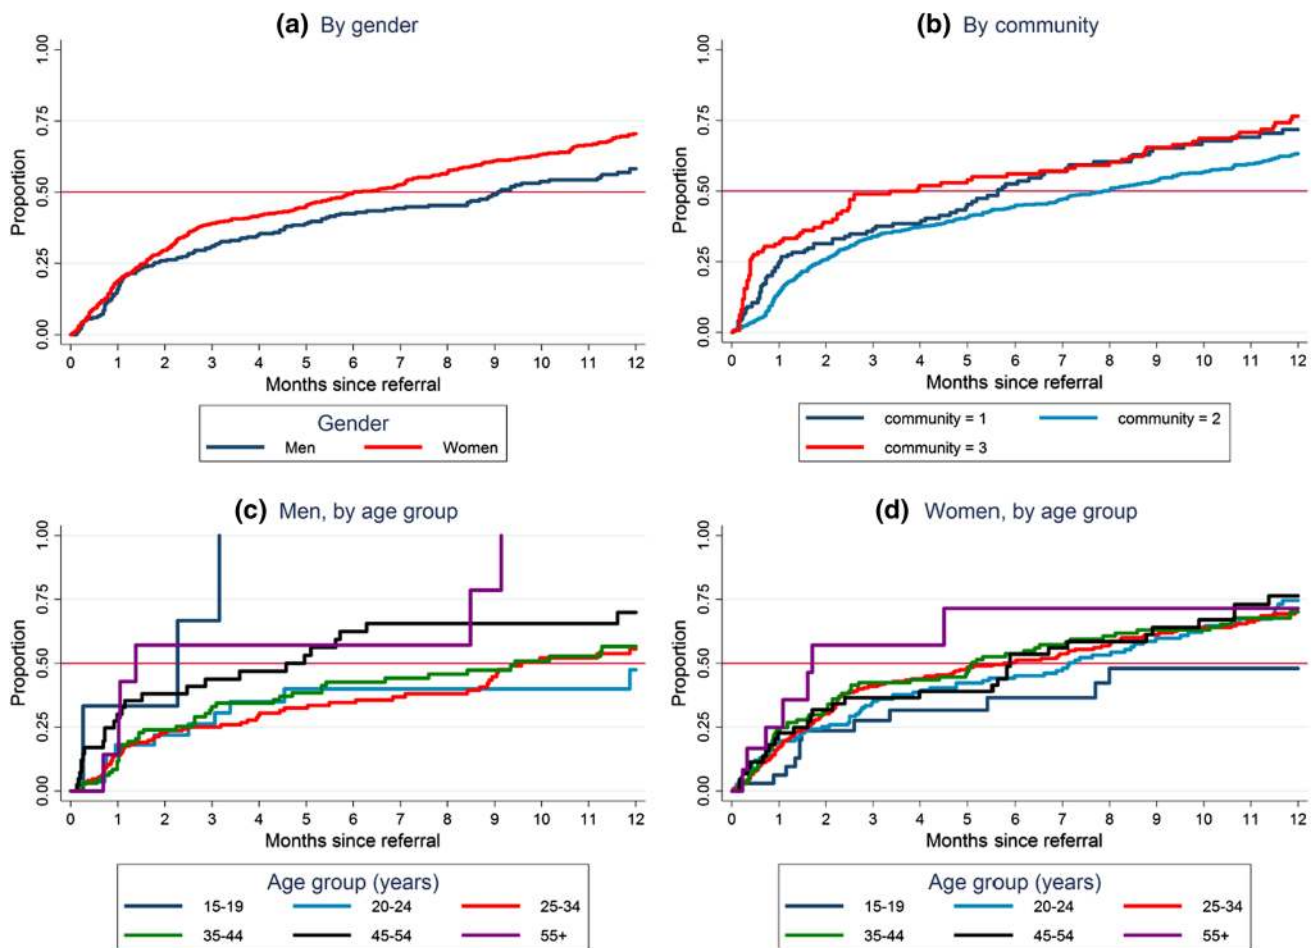 (a) By gender
Proportion
0.00 0.25 0.50 0.75 1.00
0 1 2 3 4 5 6 7 8 9 10 11 12
Months since referral
Gender
Men Women
(b) By community
Proportion
0.00 0.25 0.50 0.75 1.00
0 1 2 3 4 5 6 7 8 9 10 11 12
Months since referral
community = 1 community = 2
community = 3
(c) Men, by age group
Proportion
0.00 0.25 0.50 0.75 1.00
0 1 2 3 4 5 6 7 8 9 10 11 12
Months since referral
Age group (years)
15-19 20-24 25-34
35-44 45-54 55+
(d) Women, by age group
Proportion
0.00 0.25 0.50 0.75 1.00
0 1 2 3 4 5 6 7 8 9 10 11 12
Months since referral
Age group (years)
15-19 20-24 25-34
35-44 45-54 55+